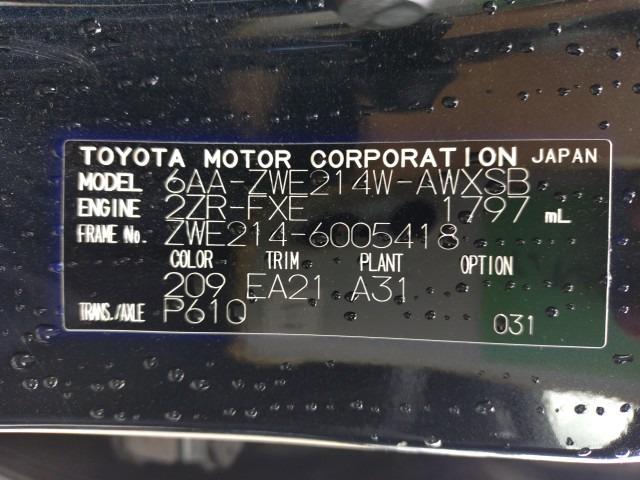 TOYOTA MOTOR CORPORATION JAPAN
MODEL 6AA-ZWE214W-AWXSB
ENGINE 2ZR-FXE 1797 mL
FRAME No. ZWE214-6005418
COLOR TRIM PLANT OPTION
209 EA21 A31
TRANS./AXLE P610
031